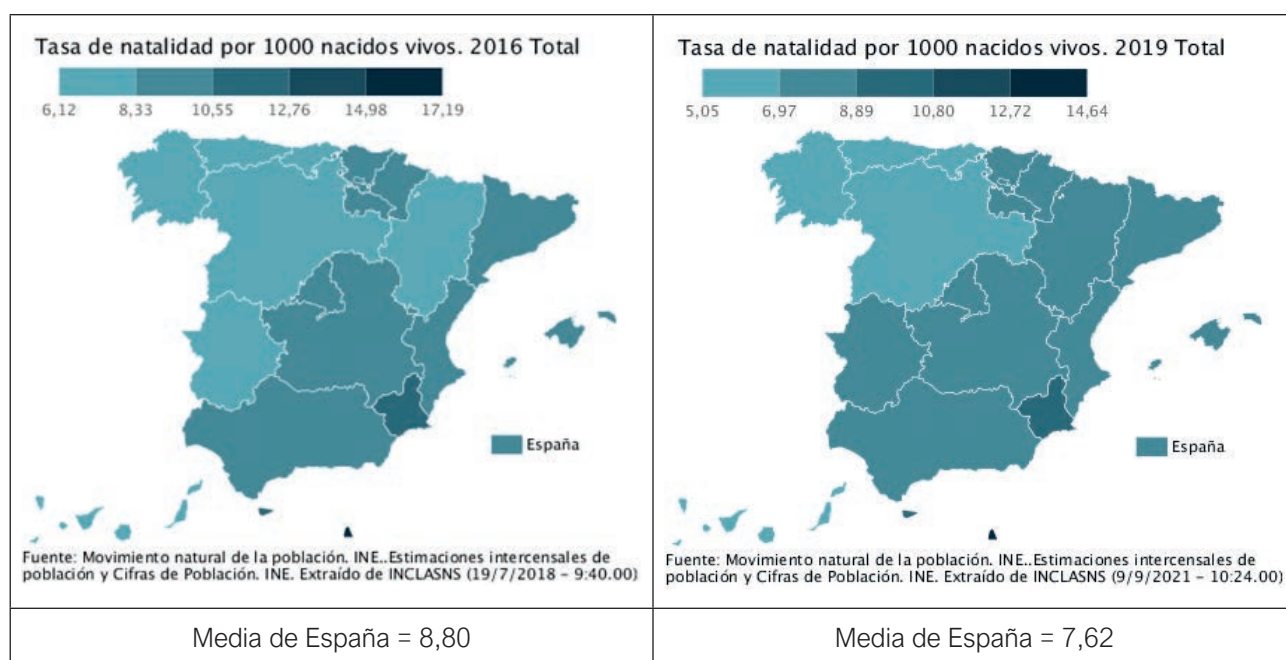 Tasa de natalidad por 1000 nacidos vivos. 2016 Total
6,12 8,33 10,55 12,76 14,98 17,19
España
Fuente: Movimiento natural de la población. INE..Estimaciones intercensales de
población y Cifras de Población. INE. Extraído de INCLASNS (19/7/2018 – 9:40.00)
Media de España = 8,80
Tasa de natalidad por 1000 nacidos vivos. 2019 Total
5,05 6,97 8,89 10,80 12,72 14,64
España
Fuente: Movimiento natural de la población. INE..Estimaciones intercensales de
población y Cifras de Población. INE. Extraído de INCLASNS (9/9/2021 – 10:24.00)
Media de España = 7,62